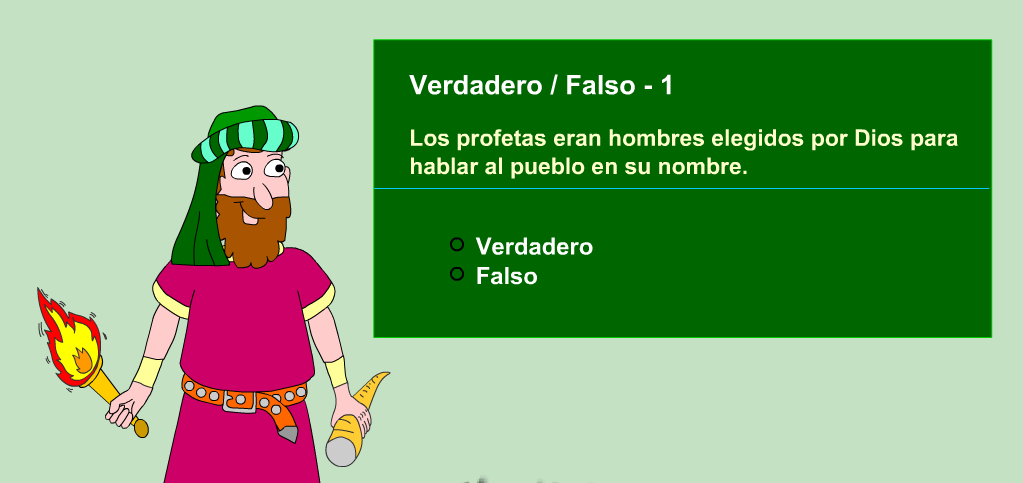 Verdadero / Falso - 1
Los profetas eran hombres elegidos por Dios para
hablar al pueblo en su nombre.
Verdadero
Falso